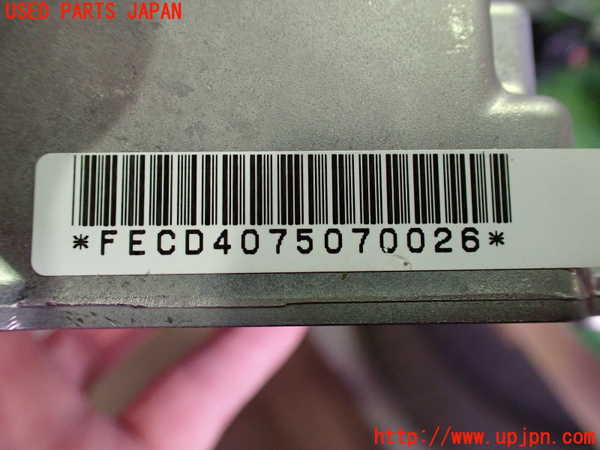 USED PARTS JAPAN
*FECD4075070026*
http://www.upjpn.com/